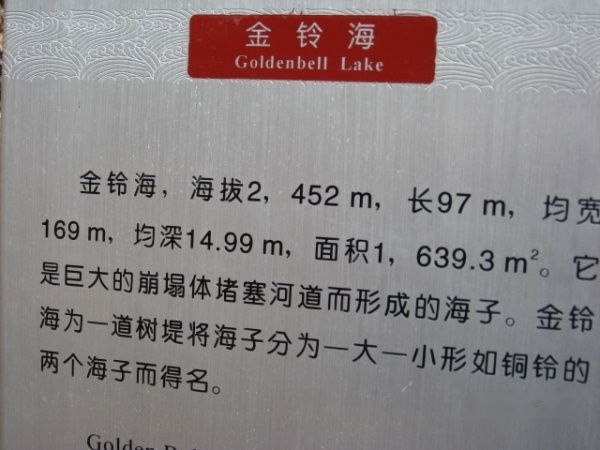 金铃海
Goldenbell Lake
金铃海，海拔2，452 m，长97 m，均宽
169 m，均深14.99 m，面积1，639.3 m²。它
是巨大的崩塌体堵塞河道而形成的海子。金铃
海为一道树堤将海子分为一大一小形如铜铃的
两个海子而得名。
Golden